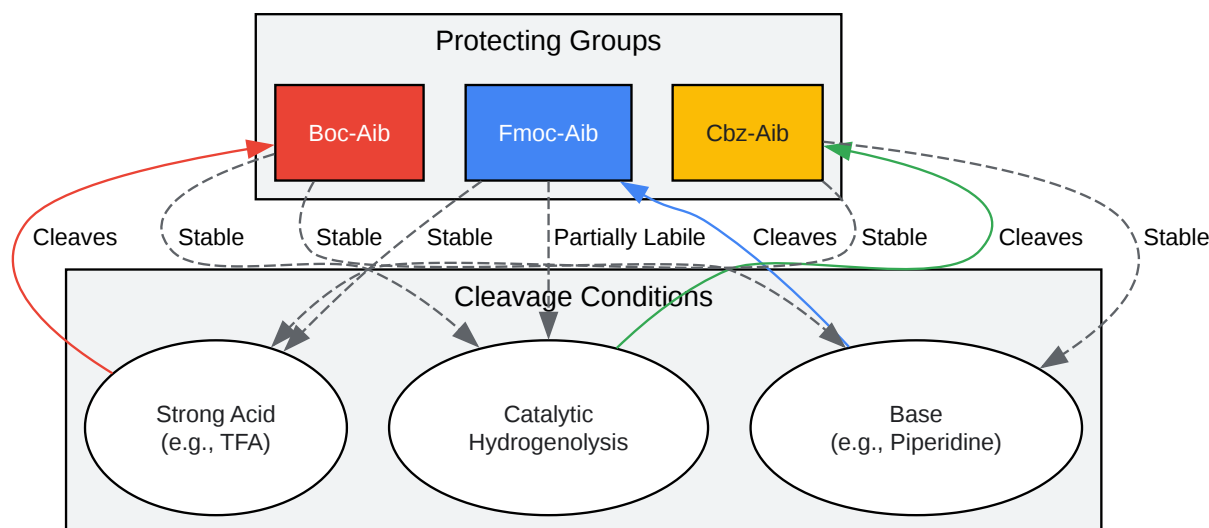 Protecting Groups
Boc-Aib
Fmoc-Aib
Cbz-Aib
Cleaves
Stable
Stable
Stable
Partially Labile
Cleaves
Stable
Cleaves
Stable
Cleavage Conditions
Strong Acid
(e.g., TFA)
Catalytic
Hydrogenolysis
Base
(e.g., Piperidine)